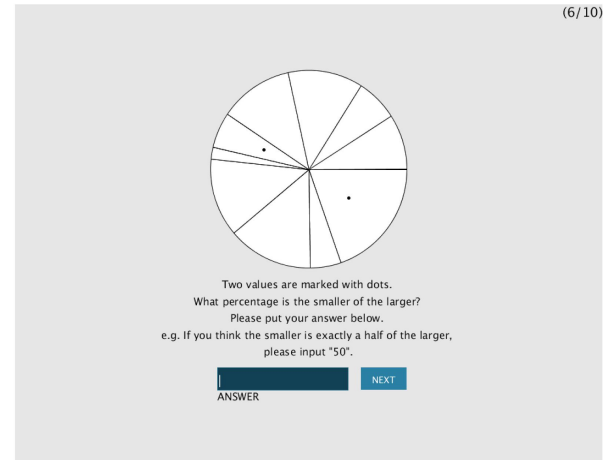 (6/10)
Two values are marked with dots.
What percentage is the smaller of the larger?
Please put your answer below.
e.g. If you think the smaller is exactly a half of the larger,
please input "50".
NEXT
ANSWER